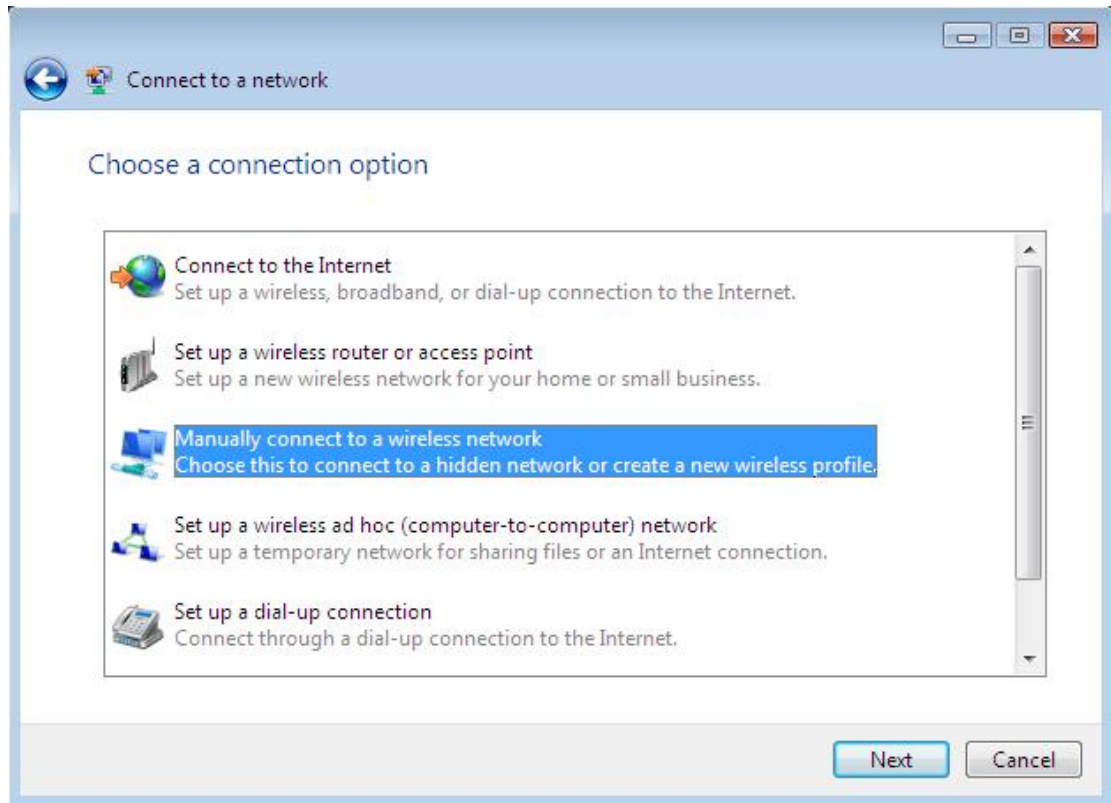 Connect to a network
Choose a connection option
Connect to the Internet
Set up a wireless, broadband, or dial-up connection to the Internet.
Set up a wireless router or access point
Set up a new wireless network for your home or small business.
Manually connect to a wireless network
Choose this to connect to a hidden network or create a new wireless profile.
Set up a wireless ad hoc (computer-to-computer) network
Set up a temporary network for sharing files or an Internet connection.
Set up a dial-up connection
Connect through a dial-up connection to the Internet.
Next Cancel